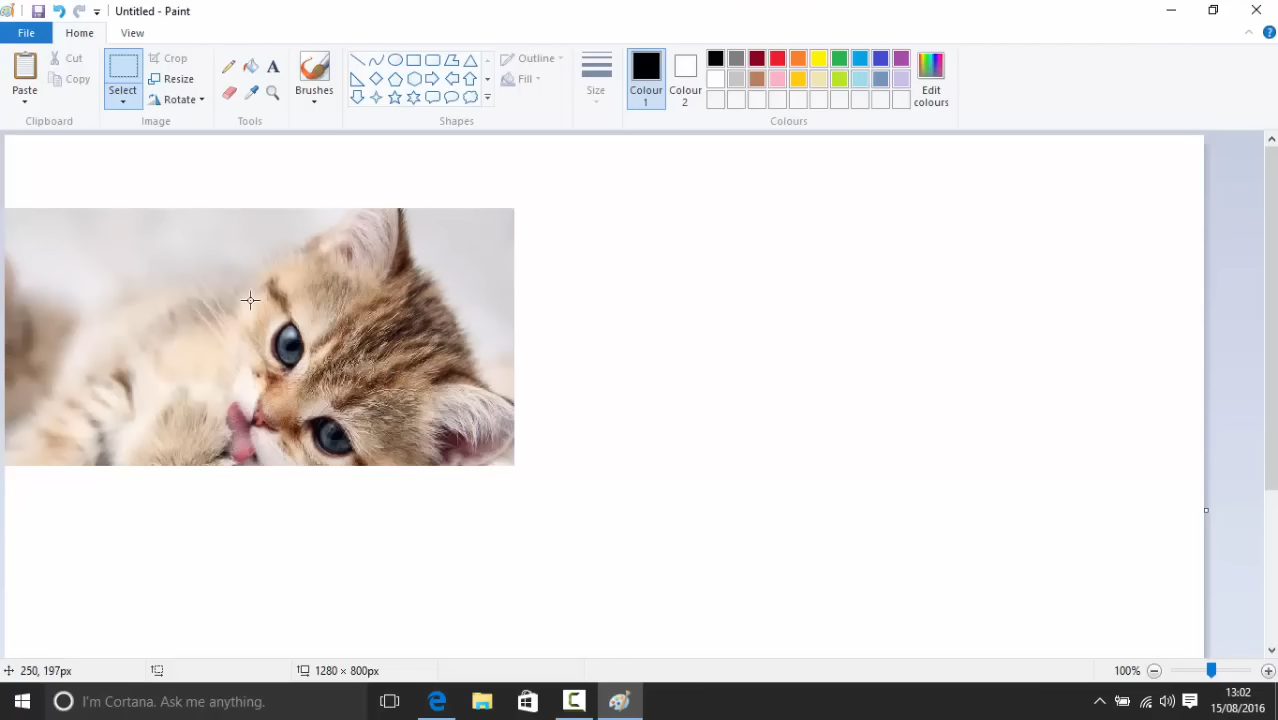 Untitled - Paint
File Home View
Paste
Cut
Copy
Clipboard
Select
Crop
Resize
Rotate
Image
A
Tools
Brushes
Outline
Fill
Shapes
Size
Colour 1
Colour 2
Edit colours
Colours
250, 197px
1280 × 800px
100%
I'm Cortana. Ask me anything.
13:02
15/08/2016